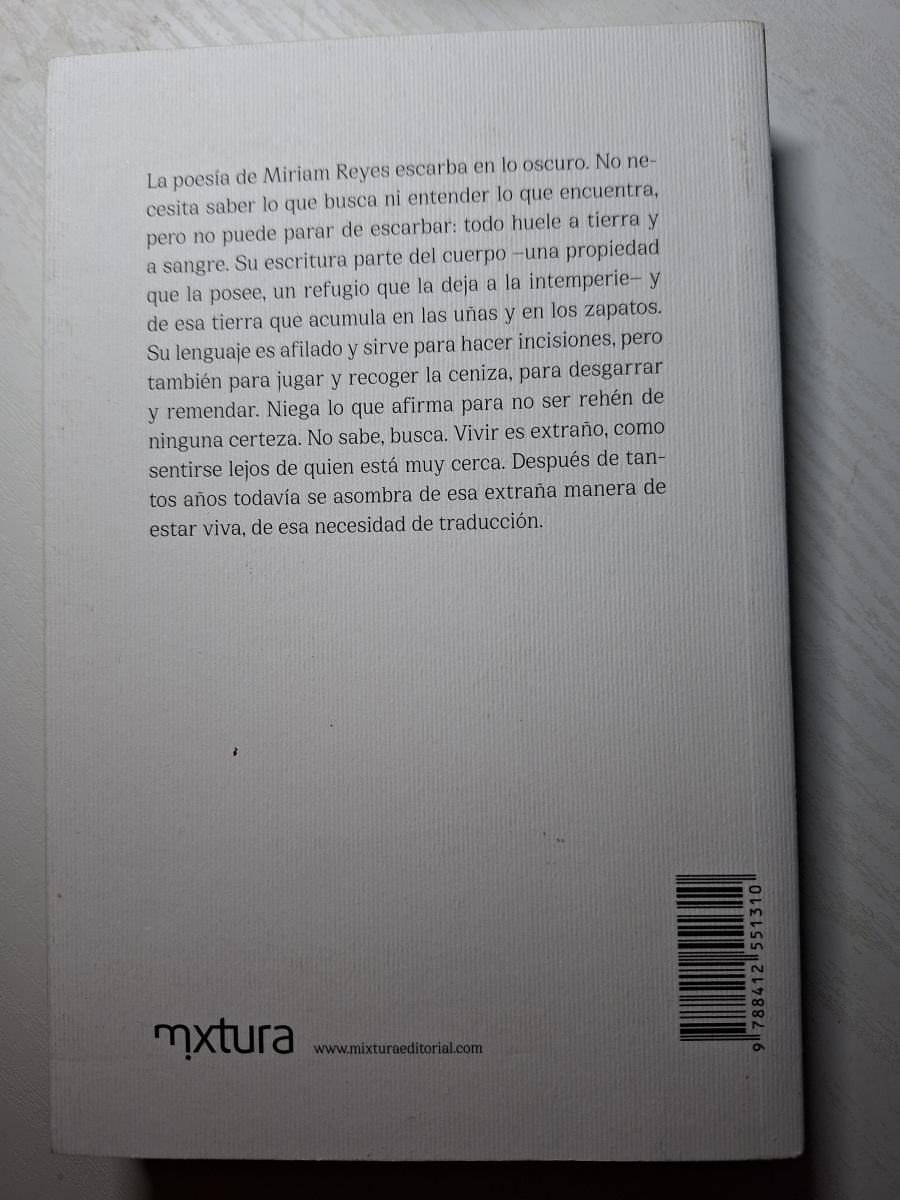 La poesía de Miriam Reyes escarba en lo oscuro. No ne-
cesita saber lo que busca ni entender lo que encuentra,
pero no puede parar de escarbar: todo huele a tierra y
a sangre. Su escritura parte del cuerpo –una propiedad
que la posee, un refugio que la deja a la intemperie– y
de esa tierra que acumula en las uñas y en los zapatos.
Su lenguaje es afilado y sirve para hacer incisiones, pero
también para jugar y recoger la ceniza, para desgarrar
y remendar. Niega lo que afirma para no ser rehén de
ninguna certeza. No sabe, busca. Vivir es extraño, como
sentirse lejos de quien está muy cerca. Después de tan-
tos años todavía se asombra de esa extraña manera de
estar viva, de esa necesidad de traducción.
mixtura
www.mixturaeditorial.com
9 788412 551310